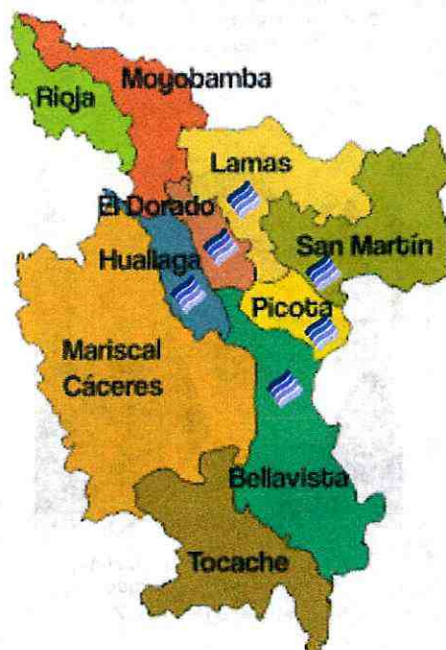 Moyobamba
Rioja
Lamas
El Dorado
San Martín
Huallaga
Picota
Mariscal
Cáceres
Bellavista
Tocache